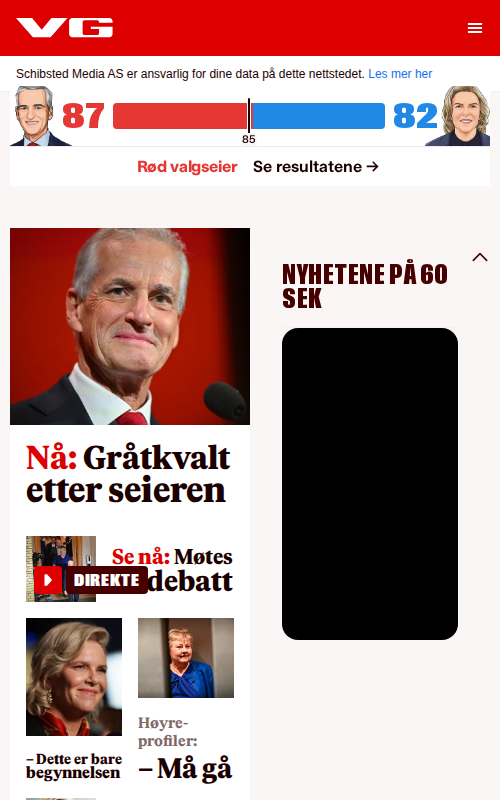 VG
Schibsted Media AS er ansvarlig for dine data på dette nettstedet. Les mer her
87
82
85
Rød valgseier Se resultatene →
NYHETENE PÅ 60
SEK
Nå: Gråtkvalt
etter seieren
Se nå: Møtes
debatt
DIREKTE
– Dette er bare
begynnelsen
Høyre-
profiler:
– Må gå